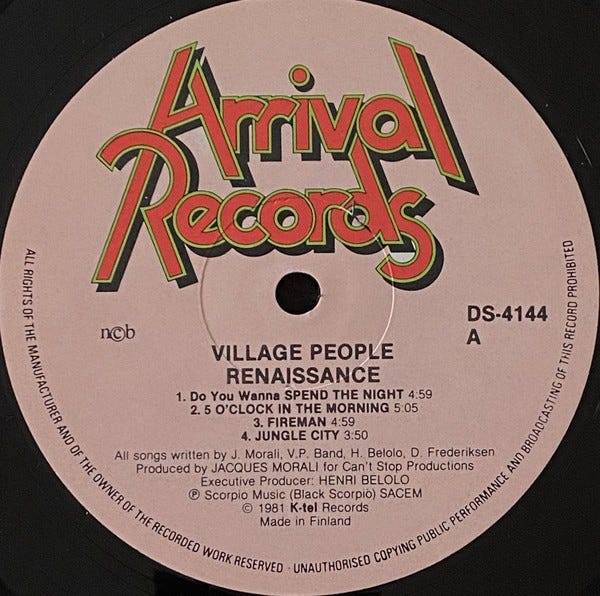 Arrival
Records
ncb
DS-4144
A
VILLAGE PEOPLE
RENAISSANCE
1. Do You Wanna SPEND THE NIGHT 4:59
2. 5 O'CLOCK IN THE MORNING 5:05
3. FIREMAN 4:59
4. JUNGLE CITY 3:50
All songs written by J. Morali, V.P. Band, H. Belolo, D. Frederiksen
Produced by JACQUES MORALI for Can't Stop Productions
Executive Producer: HENRI BELOLO
Ⓟ Scorpio Music (Black Scorpio) SACEM
© 1981 K-tel Records
Made in Finland
ALL RIGHTS OF THE MANUFACTURER AND OF THE OWNER OF THE RECORDED WORK RESERVED · UNAUTHORISED COPYING PUBLIC PERFORMANCE AND BROADCASTING OF THIS RECORD PROHIBITED